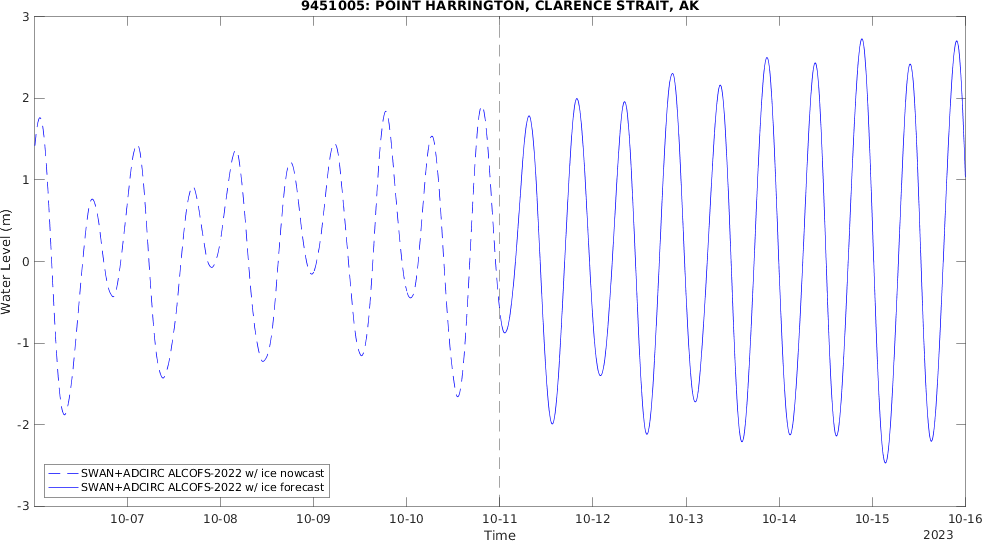 9451005: POINT HARRINGTON, CLARENCE STRAIT, AK
3
2
1
0
-1
-2
-3
Water Level (m)
SWAN+ADCIRC ALCOFS-2022 w/ ice nowcast
SWAN+ADCIRC ALCOFS-2022 w/ ice forecast
10-07 10-08 10-09 10-10 10-11 10-12 10-13 10-14 10-15 10-16
Time
2023